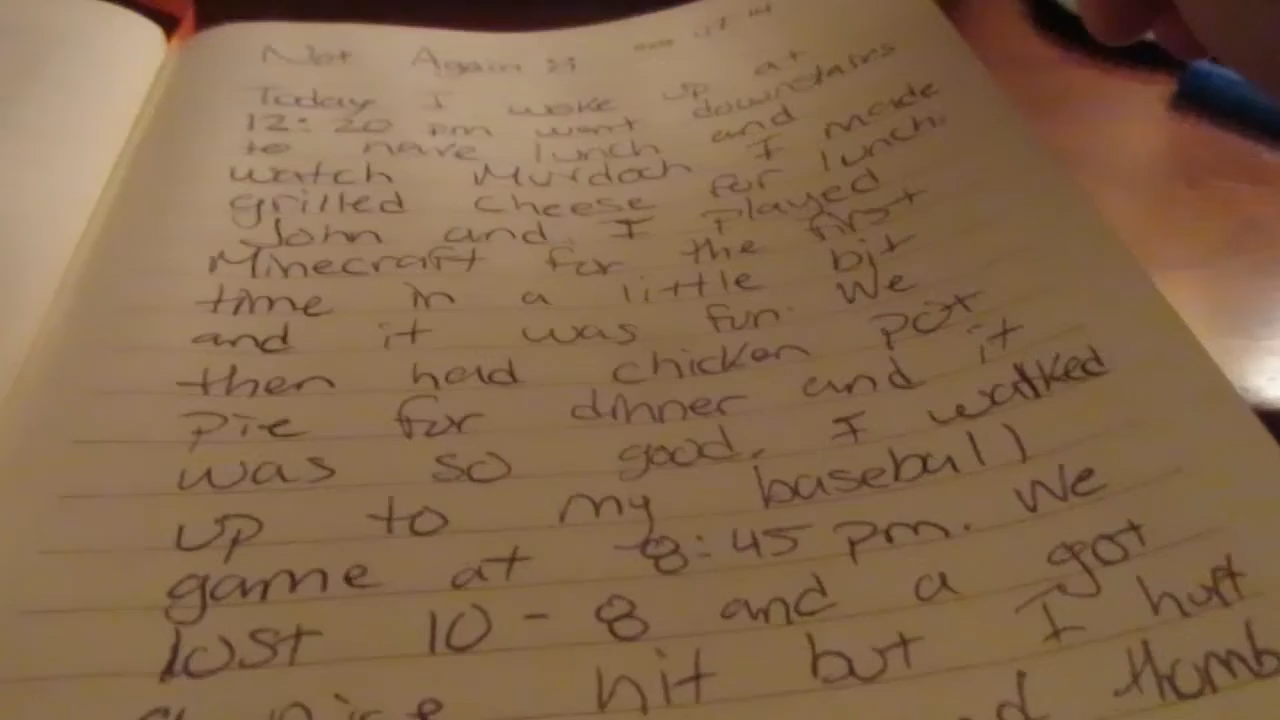 Not Again
Today I woke up at
12:20 pm went downstairs
to have lunch and
watch Murdoch I made
grilled cheese for lunch.
John and I Played
Minecraft for the first
time in a little bit
and it was fun. We
then had chicken pot
pie for dinner and it
was so good. I walked
up to my baseball
game at 8:45 pm. We
lost 10-8 and a got
a nice hit but I hurt
thumb